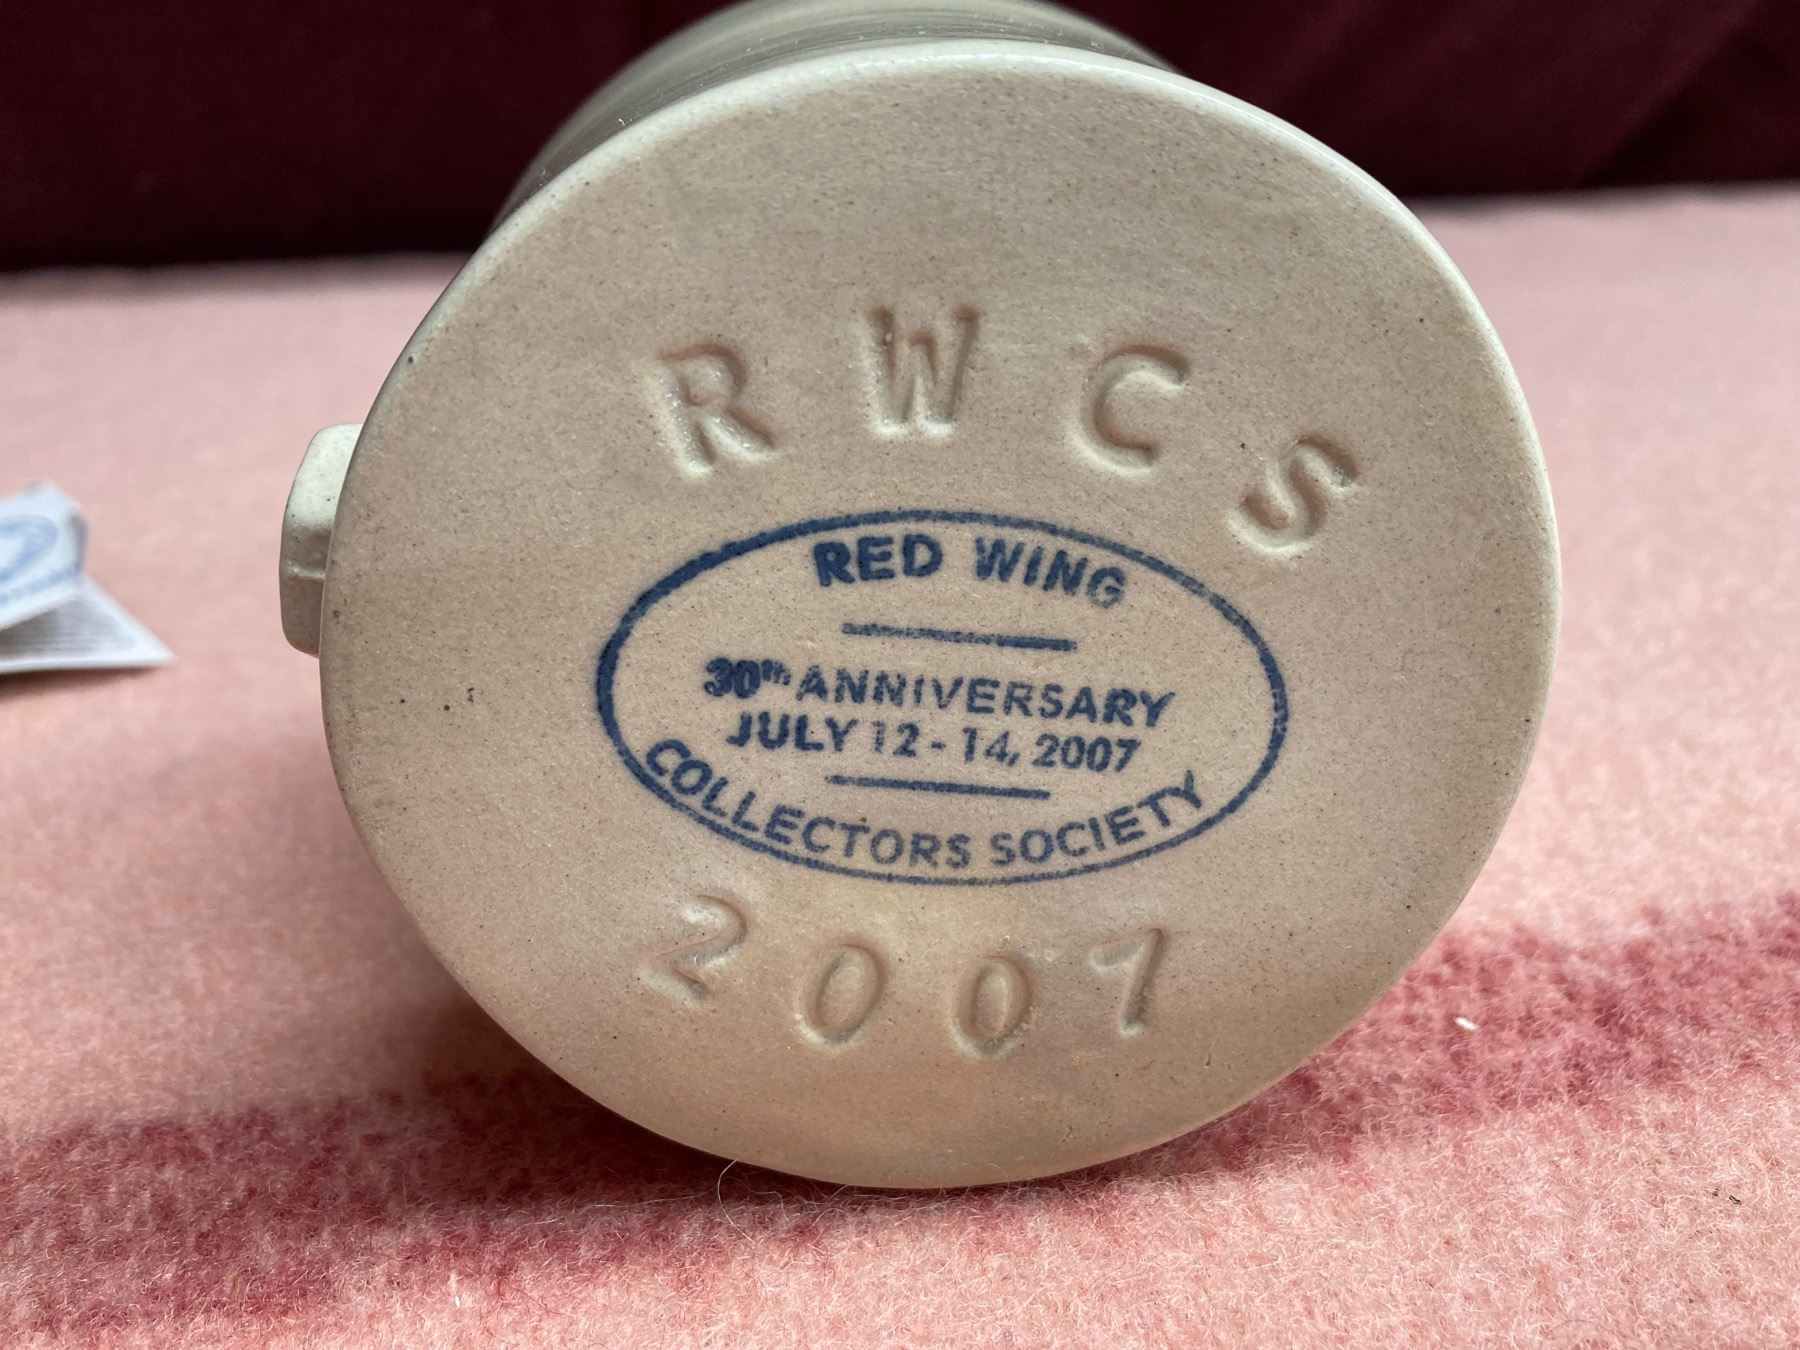 RWCS
RED WING
30th ANNIVERSARY
JULY 12 - 14, 2007
COLLECTORS SOCIETY
2007